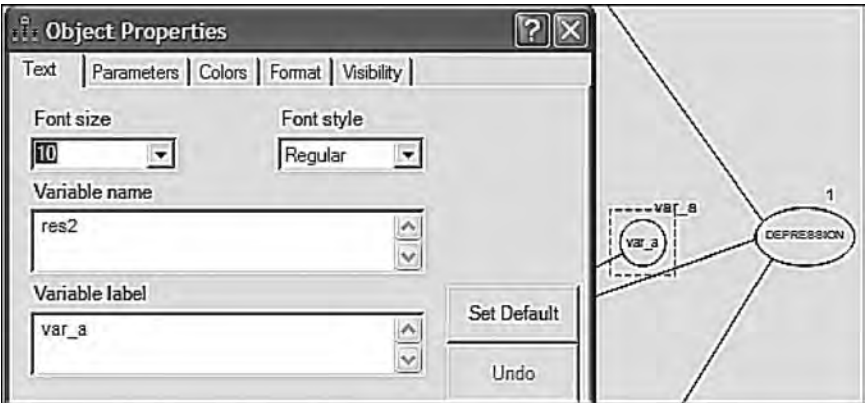 Object Properties
Text Parameters Colors Format Visibility
Font size Font style
10 Regular
Variable name
res2
Variable label
var_a
Set Default
Undo
var_a
var_a
1
DEPRESSION